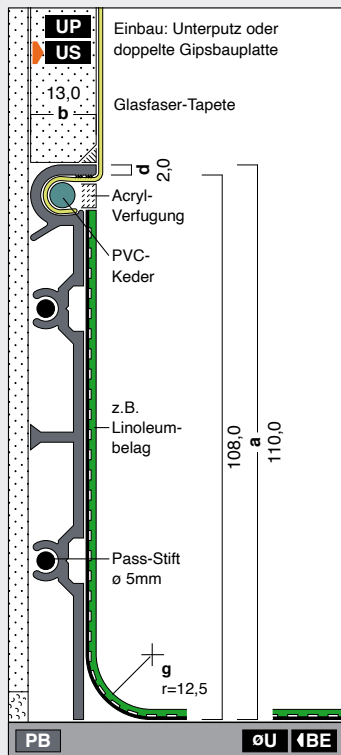 UP
US
Einbau: Unterputz oder
doppelte Gipsbauplatte
13,0
b
Glasfaser-Tapete
d
2,0
Acryl-
Verfugung
PVC-
Keder
z.B.
Linoleum-
belag
108,0
a
110,0
Pass-Stift
ø 5mm
g
r=12,5
PB
øU
BE